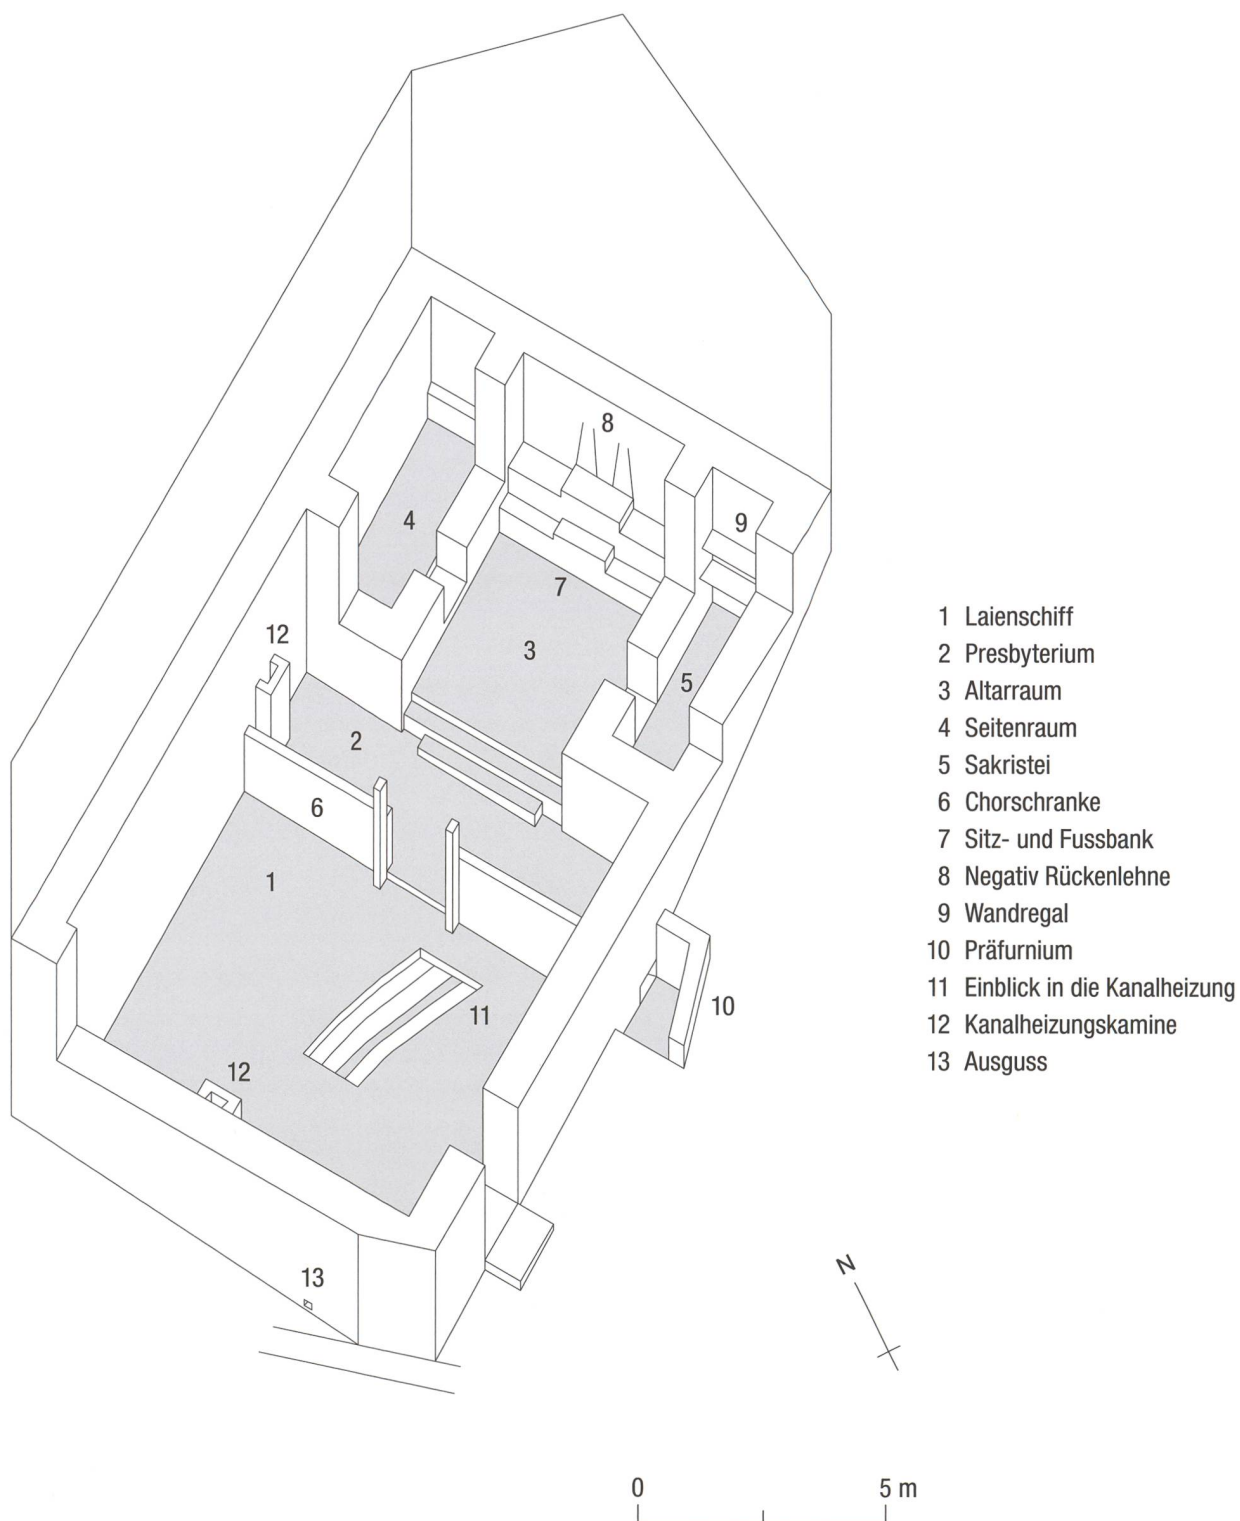 8
9
4
7
3
12
5
2
6
1
11
10
12
13
1 Laienschiff
2 Presbyterium
3 Altarraum
4 Seitenraum
5 Sakristei
6 Chorschranke
7 Sitz- und Fussbank
8 Negativ Rückenlehne
9 Wandregal
10 Präfurnium
11 Einblick in die Kanalheizung
12 Kanalheizungskamine
13 Ausguss
N
0 5 m